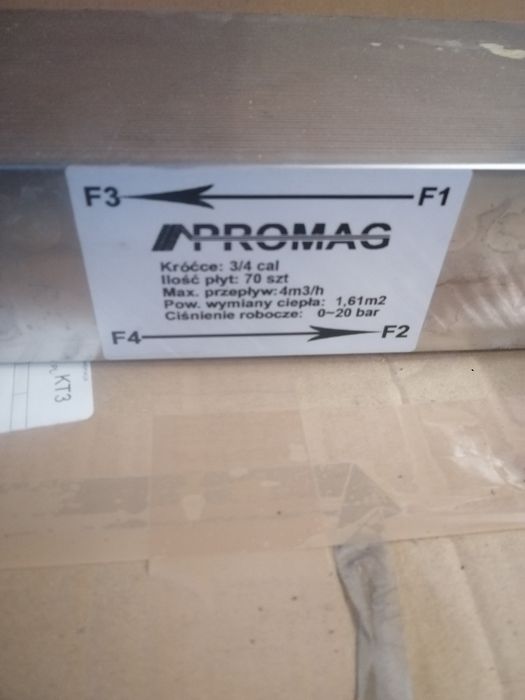 F3 F1
PROMAG
Króćce: 3/4 cal
Ilość płyt: 70 szt
Max. przepływ: 4m3/h
Pow. wymiany ciepła: 1,61m2
Ciśnienie robocze: 0~20 bar
F4 F2
KT3